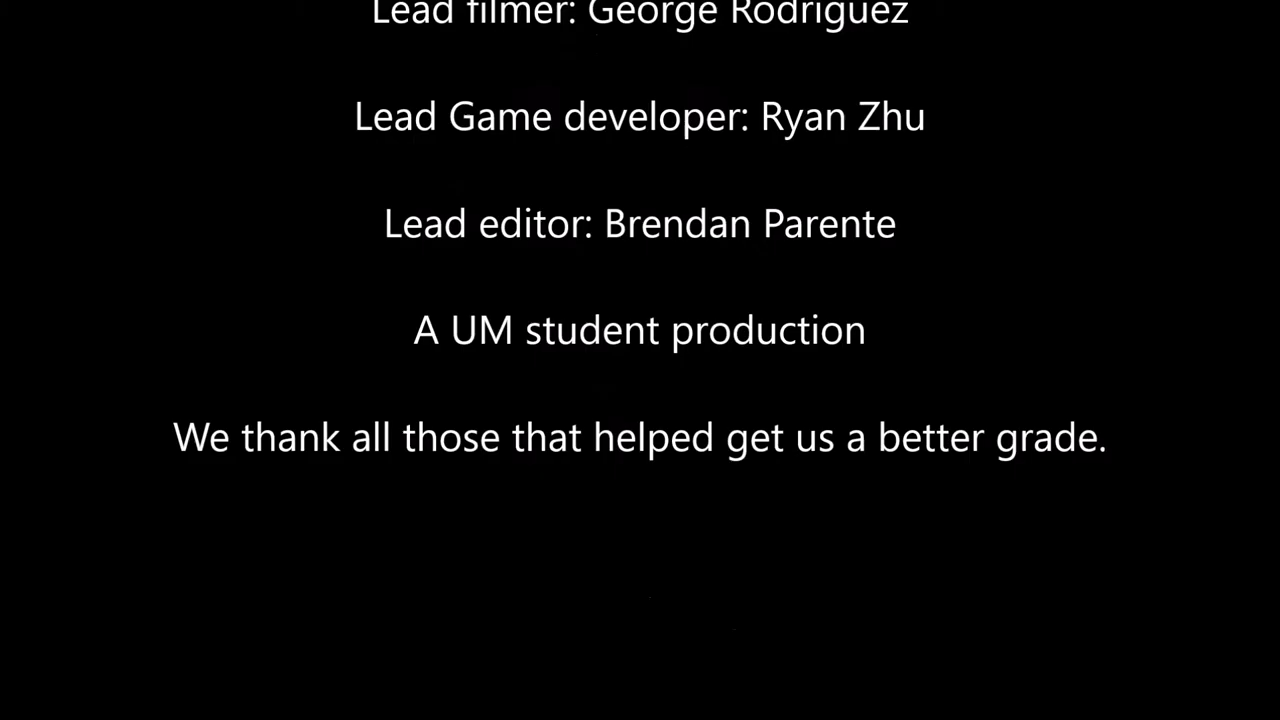 Lead filmer: George Rodriguez
Lead Game developer: Ryan Zhu
Lead editor: Brendan Parente
A UM student production
We thank all those that helped get us a better grade.